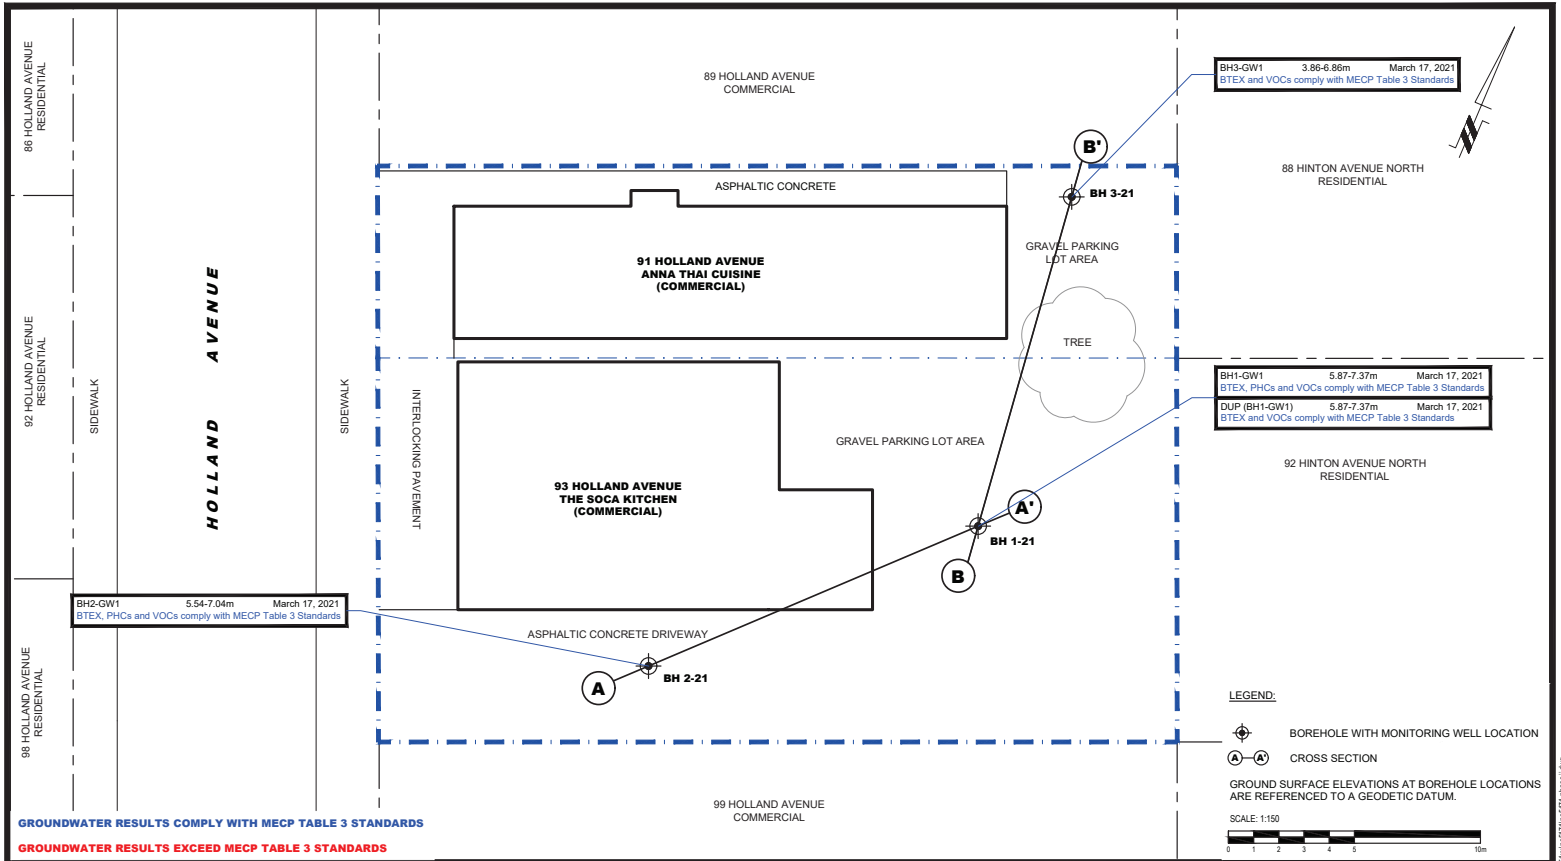 86 HOLLAND AVENUE
RESIDENTIAL
89 HOLLAND AVENUE
COMMERCIAL
BH3-GW1 3.86-6.86m March 17, 2021
BTEX and VOCs comply with MECP Table 3 Standards
N
88 HINTON AVENUE NORTH
RESIDENTIAL
B'
BH 3-21
ASPHALTIC CONCRETE
91 HOLLAND AVENUE
ANNA THAI CUISINE
(COMMERCIAL)
GRAVEL PARKING
LOT AREA
TREE
92 HOLLAND AVENUE
RESIDENTIAL
SIDEWALK
HOLLAND AVENUE
SIDEWALK
INTERLOCKING PAVEMENT
BH1-GW1 5.87-7.37m March 17, 2021
BTEX, PHCs and VOCs comply with MECP Table 3 Standards
DUP (BH1-GW1) 5.87-7.37m March 17, 2021
BTEX and VOCs comply with MECP Table 3 Standards
GRAVEL PARKING LOT AREA
92 HINTON AVENUE NORTH
RESIDENTIAL
93 HOLLAND AVENUE
THE SOCA KITCHEN
(COMMERCIAL)
A'
BH 1-21
B
BH2-GW1 5.54-7.04m March 17, 2021
BTEX, PHCs and VOCs comply with MECP Table 3 Standards
ASPHALTIC CONCRETE DRIVEWAY
BH 2-21
A
98 HOLLAND AVENUE
RESIDENTIAL
99 HOLLAND AVENUE
COMMERCIAL
LEGEND:
BOREHOLE WITH MONITORING WELL LOCATION
A A' CROSS SECTION
GROUND SURFACE ELEVATIONS AT BOREHOLE LOCATIONS
ARE REFERENCED TO A GEODETIC DATUM.
SCALE: 1:150
0 1 2 3 4 5 10m
GROUNDWATER RESULTS COMPLY WITH MECP TABLE 3 STANDARDS
GROUNDWATER RESULTS EXCEED MECP TABLE 3 STANDARDS